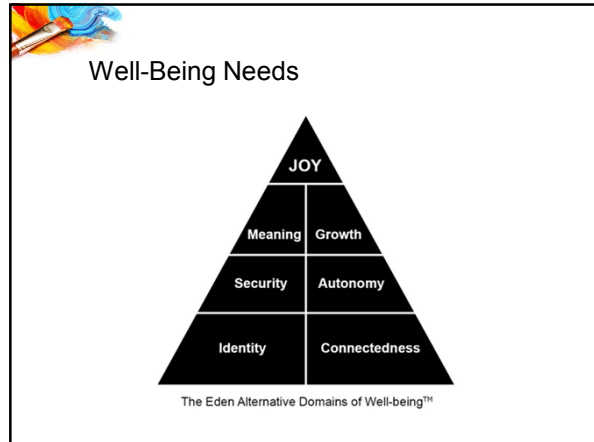 Well-Being Needs
JOY
Meaning Growth
Security Autonomy
Identity Connectedness
The Eden Alternative Domains of Well-being™